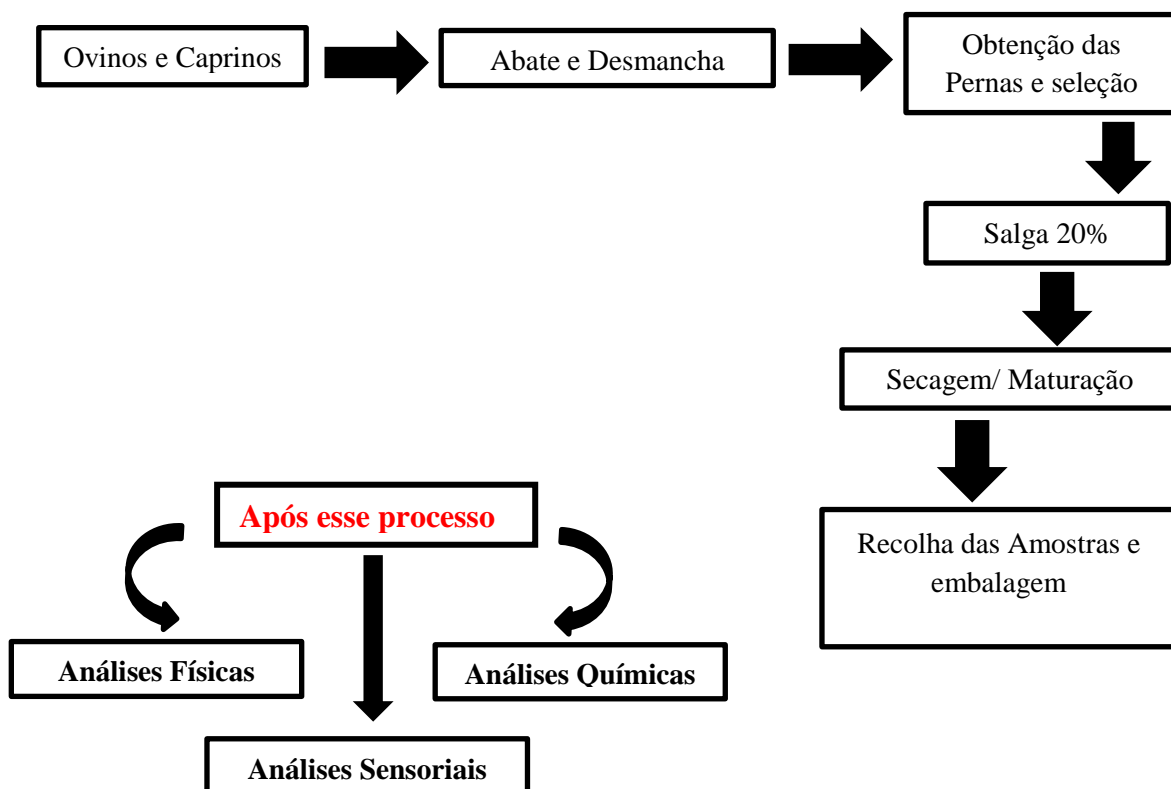 Ovinos e Caprinos
Abate e Desmancha
Obtenção das
Pernas e seleção
Salga 20%
Secagem/ Maturação
Recolha das Amostras e
embalagem
Após esse processo
Análises Físicas
Análises Químicas
Análises Sensoriais